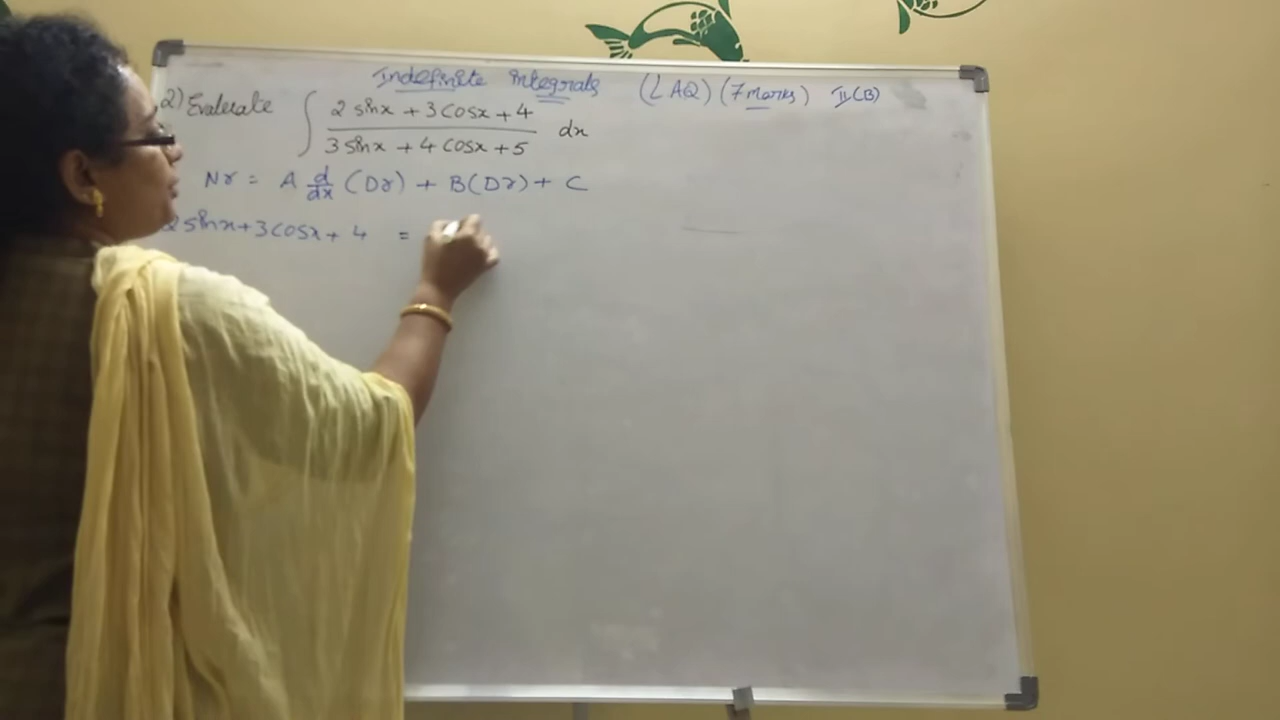 Indefinite Integrals (LAQ) (7 marks) II(B)
2) Evaluate ∫ (2 sinx + 3 cosx + 4)/(3 sinx + 4 cosx + 5) dx
Nr = A d/dx (Dr) + B(Dr) + C
2 sinx + 3 cosx + 4 =